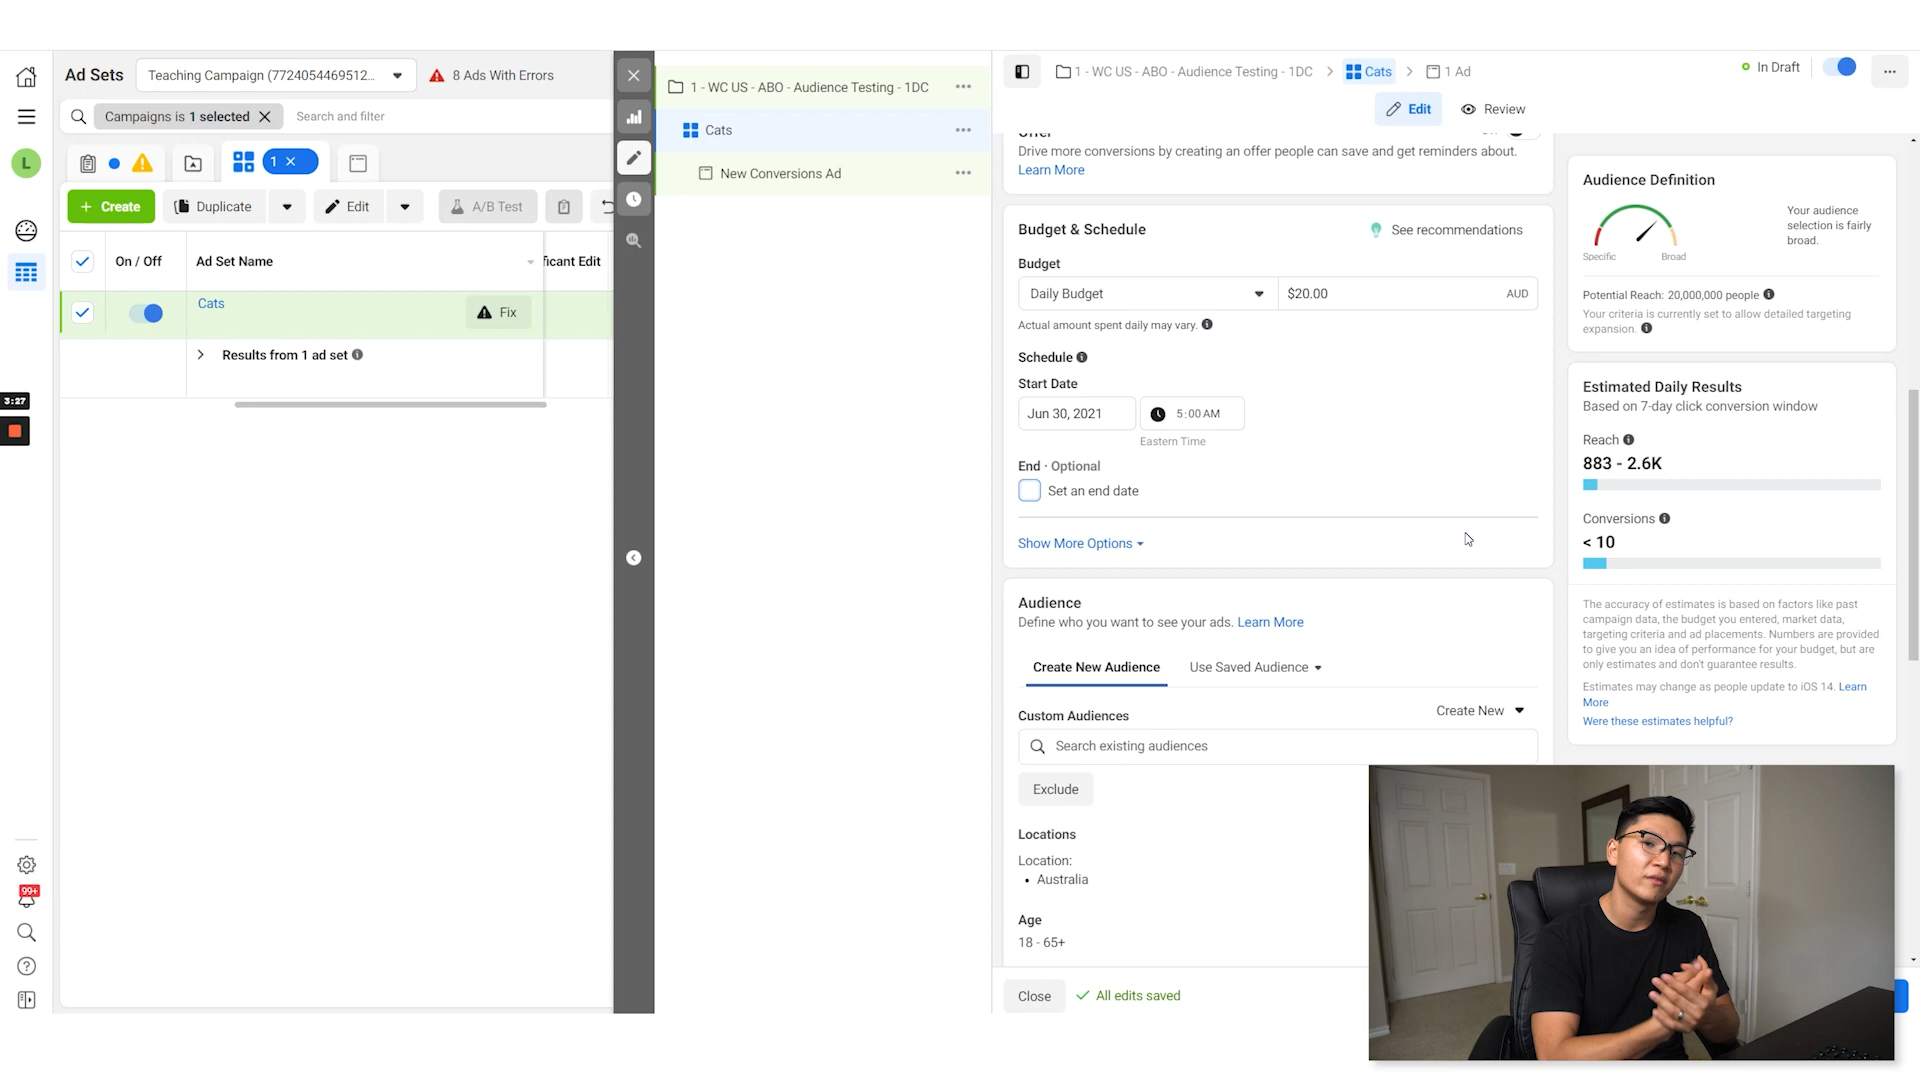 Ad Sets
Teaching Campaign (7724054469512...
8 Ads With Errors
Campaigns is 1 selected
Search and filter
L
1
Create
Duplicate
Edit
A/B Test
On / Off
Ad Set Name
ficant Edit
Cats
Fix
Results from 1 ad set
3:27
99+
1 - WC US - ABO - Audience Testing - 1DC
Cats
New Conversions Ad
1 - WC US - ABO - Audience Testing - 1DC
Cats
1 Ad
In Draft
Edit
Review
Drive more conversions by creating an offer people can save and get reminders about.
Learn More
Budget & Schedule
See recommendations
Budget
Daily Budget
$20.00
AUD
Actual amount spent daily may vary.
Schedule
Start Date
Jun 30, 2021
5:00 AM
Eastern Time
End · Optional
Set an end date
Show More Options
Audience
Define who you want to see your ads. Learn More
Create New Audience
Use Saved Audience
Custom Audiences
Create New
Search existing audiences
Exclude
Locations
Location:
• Australia
Age
18 - 65+
Close
All edits saved
Audience Definition
Specific
Broad
Your audience
selection is fairly
broad.
Potential Reach: 20,000,000 people
Your criteria is currently set to allow detailed targeting
expansion.
Estimated Daily Results
Based on 7-day click conversion window
Reach
883 - 2.6K
Conversions
< 10
The accuracy of estimates is based on factors like past
campaign data, the budget you entered, market data,
targeting criteria and ad placements. Numbers are provided
to give you an idea of performance for your budget, but are
only estimates and don't guarantee results.
Estimates may change as people update to iOS 14. Learn
More
Were these estimates helpful?